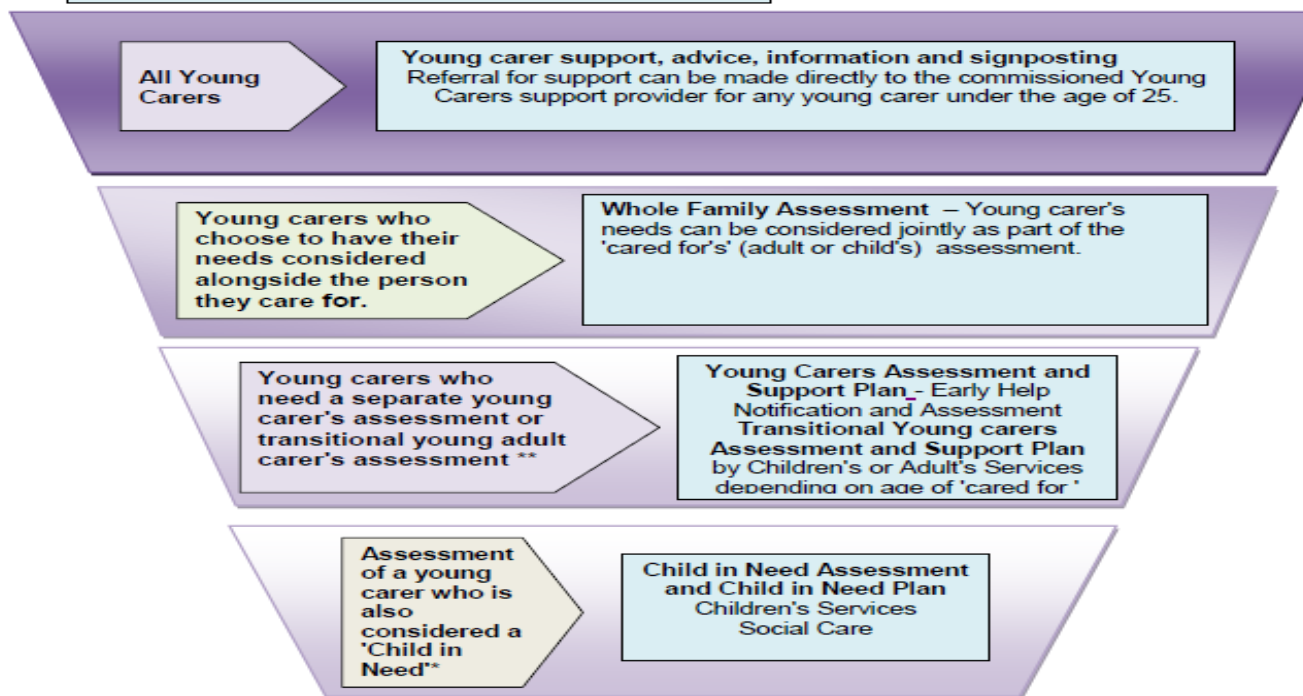 All Young
Carers
Young carer support, advice, information and signposting
Referral for support can be made directly to the commissioned Young
Carers support provider for any young carer under the age of 25.
Young carers who
choose to have their
needs considered
alongside the person
they care for.
Whole Family Assessment – Young carer's
needs can be considered jointly as part of the
'cared for's' (adult or child's) assessment.
Young carers who
need a separate young
carer's assessment or
transitional young adult
carer's assessment **
Young Carers Assessment and
Support Plan - Early Help
Notification and Assessment
Transitional Young carers
Assessment and Support Plan
by Children's or Adult's Services
depending on age of 'cared for '
Assessment
of a young
carer who is
also
considered a
'Child in
Need'*
Child in Need Assessment
and Child in Need Plan
Children's Services
Social Care